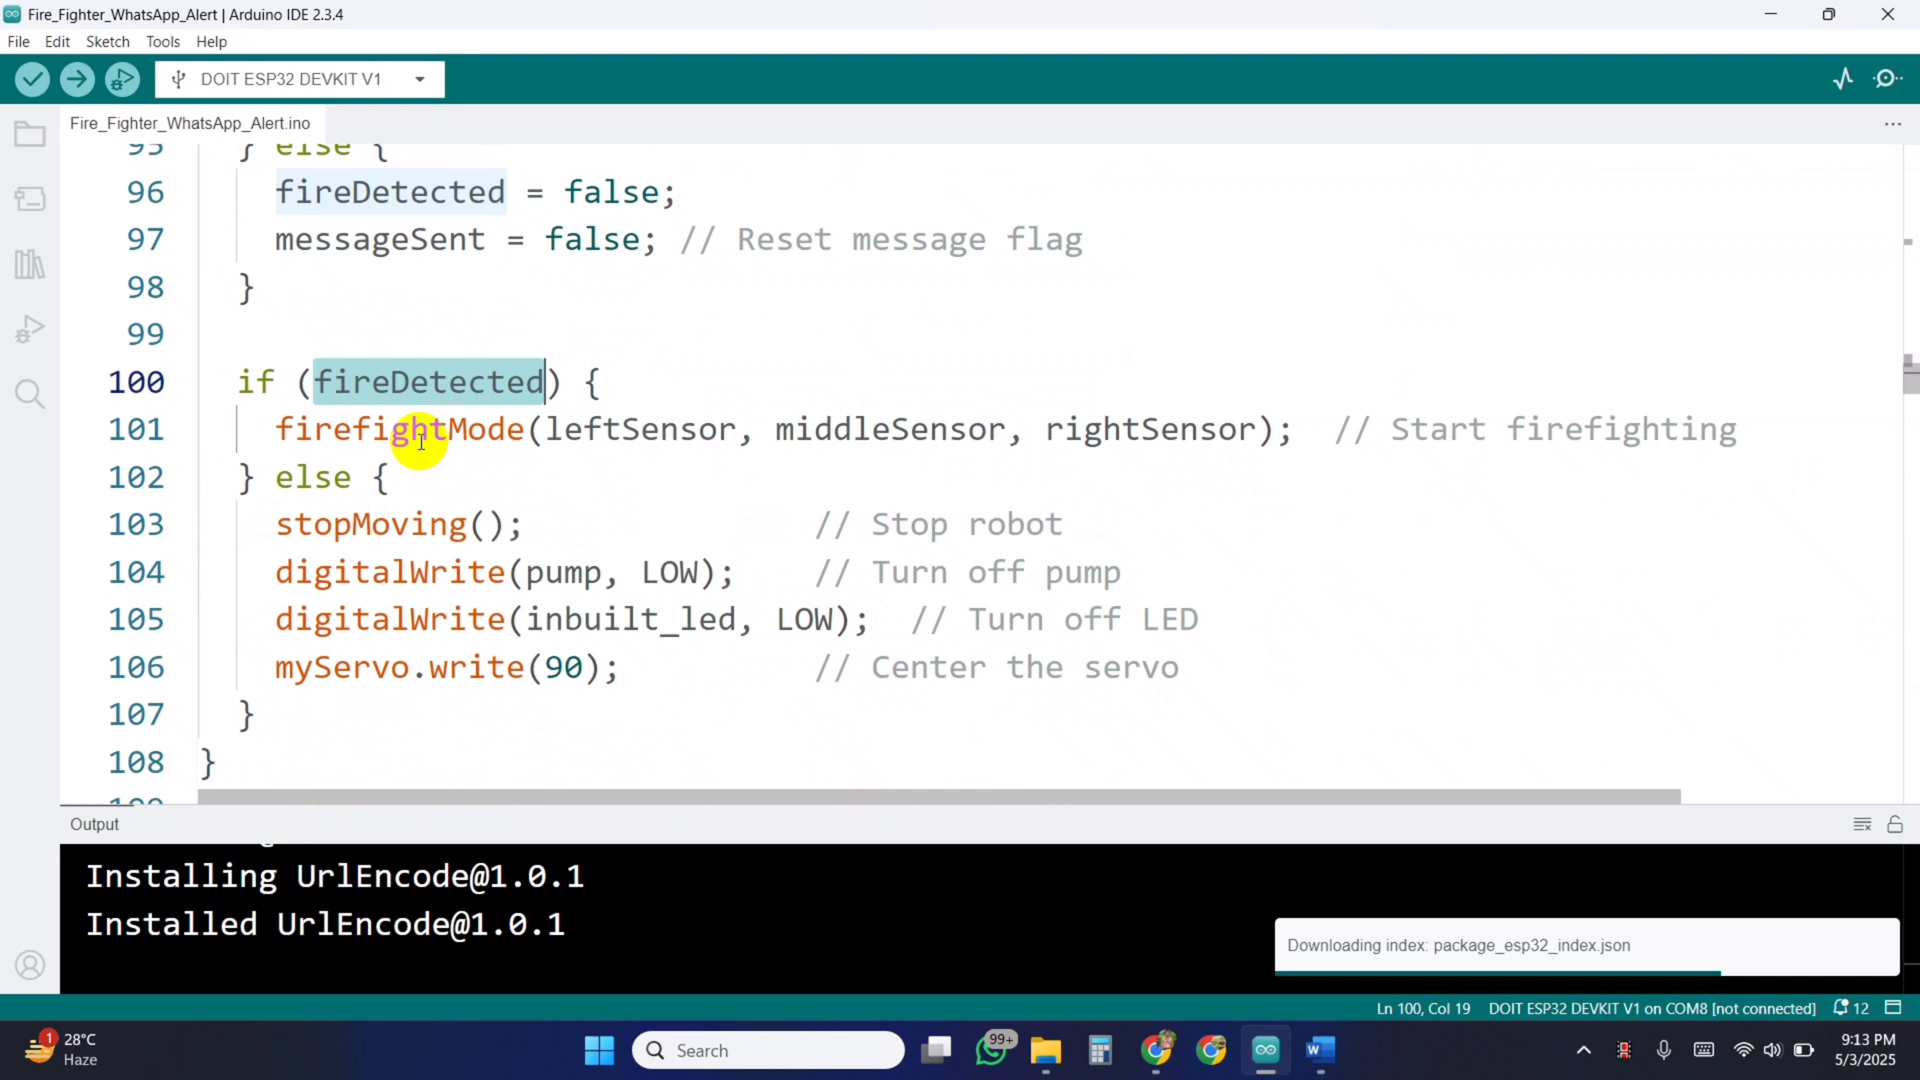 Fire_Fighter_WhatsApp_Alert | Arduino IDE 2.3.4
File Edit Sketch Tools Help
DOIT ESP32 DEVKIT V1
Fire_Fighter_WhatsApp_Alert.ino
95 } else {
96 fireDetected = false;
97 messageSent = false; // Reset message flag
98 }
99
100 if (fireDetected) {
101 firefightMode(leftSensor, middleSensor, rightSensor); // Start firefighting
102 } else {
103 stopMoving(); // Stop robot
104 digitalWrite(pump, LOW); // Turn off pump
105 digitalWrite(inbuilt_led, LOW); // Turn off LED
106 myServo.write(90); // Center the servo
107 }
108 }
Output
Installing UrlEncode@1.0.1
Installed UrlEncode@1.0.1
Downloading index: package_esp32_index.json
Ln 100, Col 19 DOIT ESP32 DEVKIT V1 on COM8 [not connected] 12
1 28°C
Haze
Search
99+
9:13 PM
5/3/2025